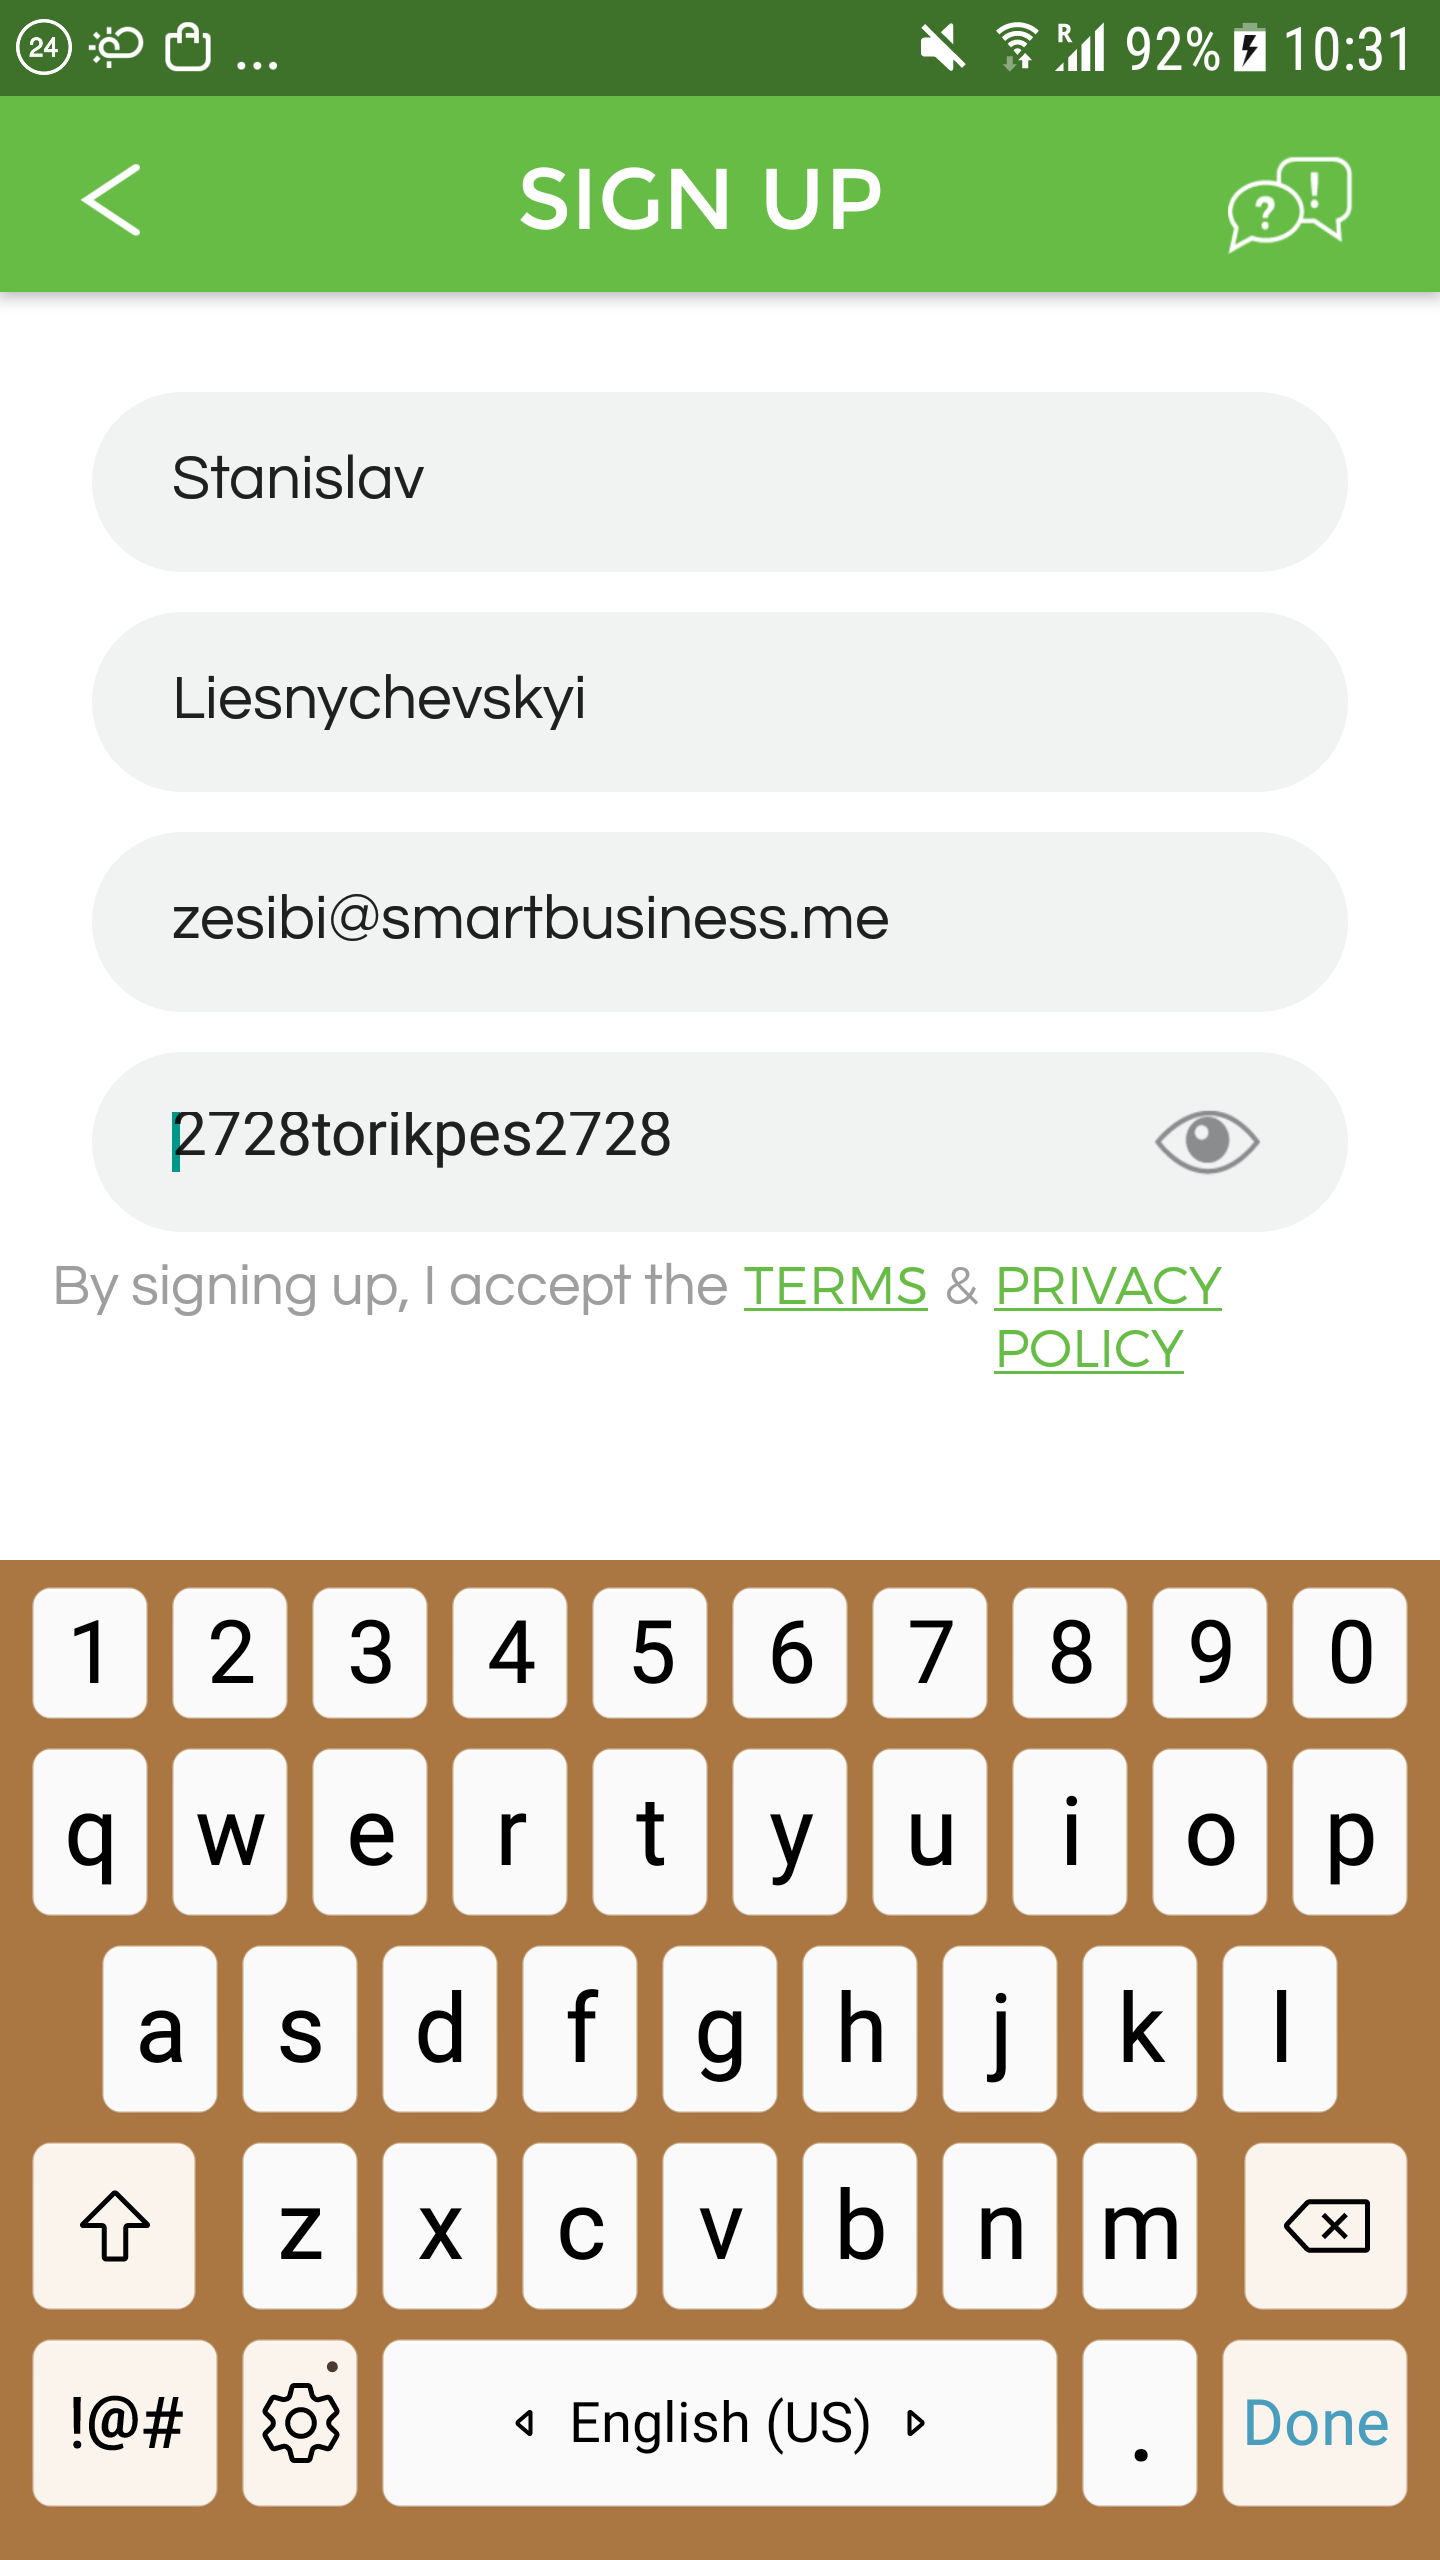 24 ... R 92% 10:31
SIGN UP ? !
Stanislav
Liesnychevskyi
zesibi@smartbusiness.me
2728torikpes2728
By signing up, I accept the TERMS & PRIVACY
POLICY
1 2 3 4 5 6 7 8 9 0
q w e r t y u i o p
a s d f g h j k l
z x c v b n m
!@# English (US) . Done